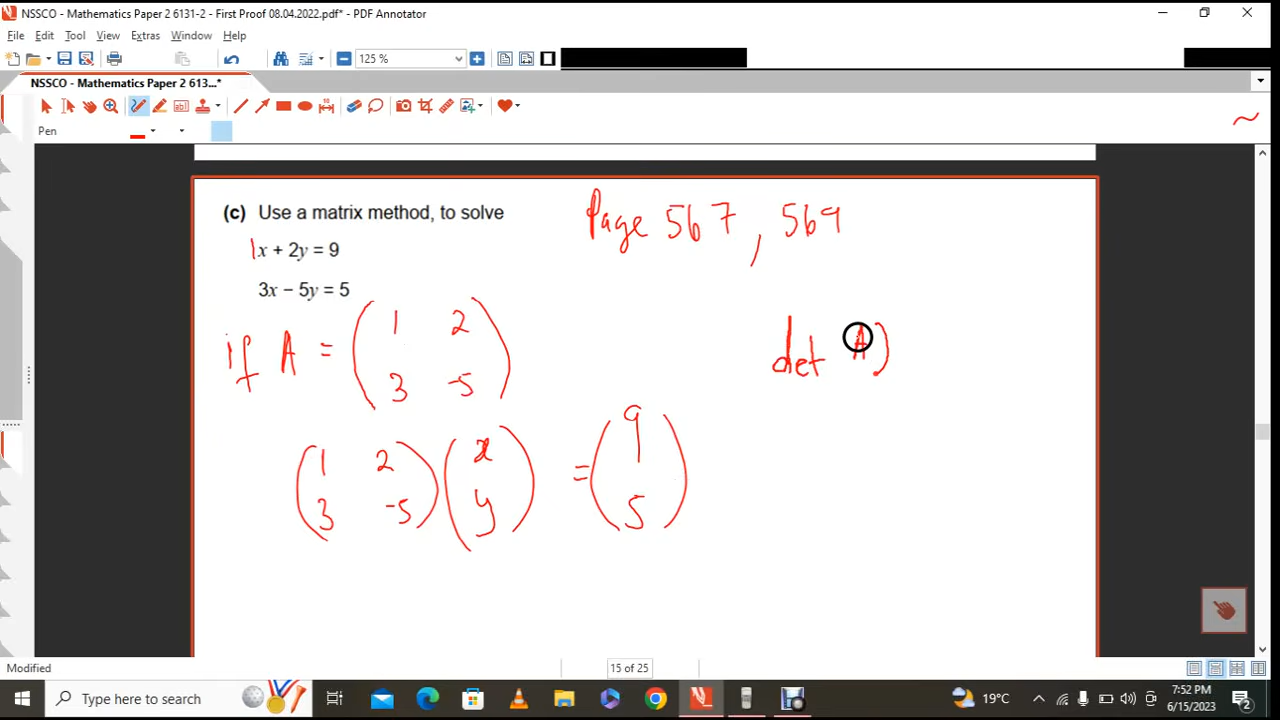 NSSCO - Mathematics Paper 2 6131-2 - First Proof 08.04.2022.pdf* - PDF Annotator
File Edit Tool View Extras Window Help
125 %
NSSCO - Mathematics Paper 2 613...*
Pen
(c) Use a matrix method, to solve
Page 567, 569
1x + 2y = 9
3x − 5y = 5
if A = ( 1 2
3 -5 )
det A)
( 1 2
3 -5 ) ( x
y ) = ( 9
5 )
Modified
15 of 25
Type here to search
19°C
7:52 PM
6/15/2023
2